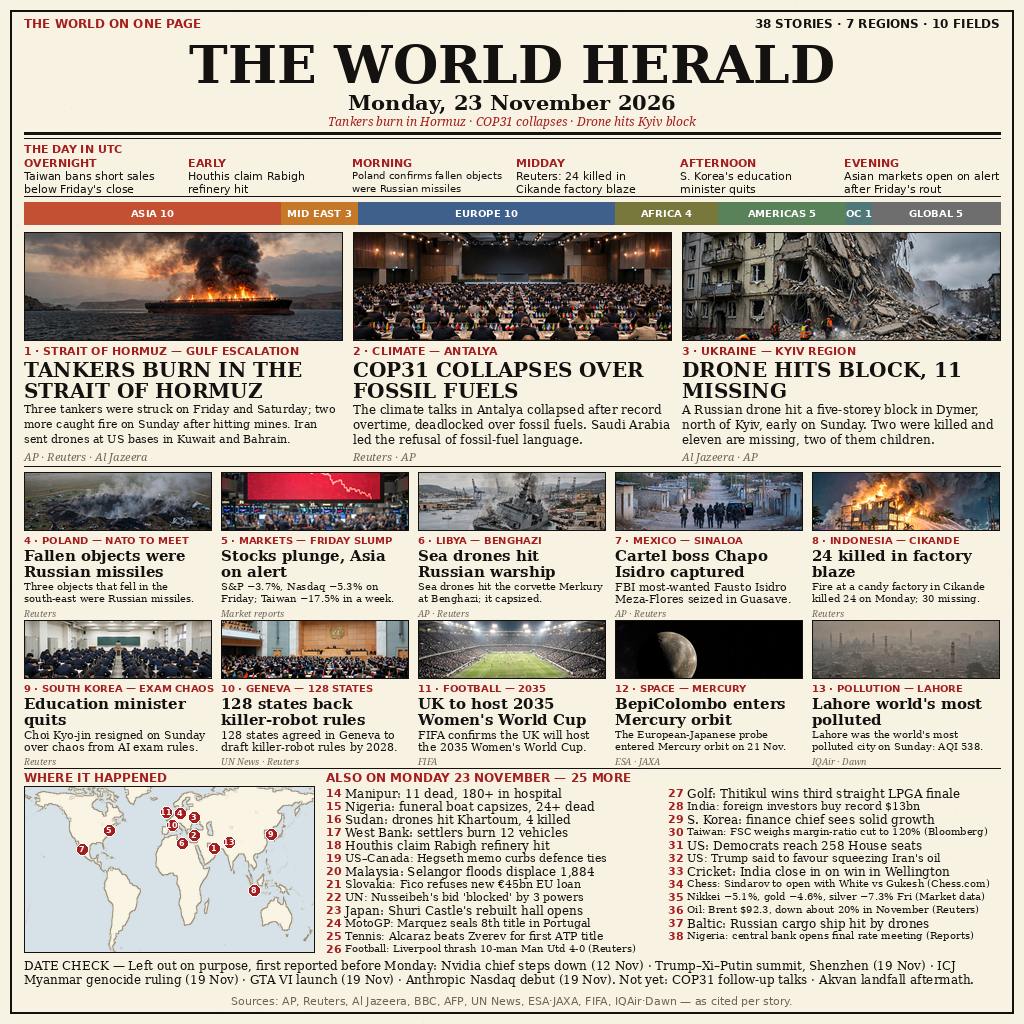 THE WORLD ON ONE PAGE
38 STORIES · 7 REGIONS · 10 FIELDS
THE WORLD HERALD
Monday, 23 November 2026
Tankers burn in Hormuz · COP31 collapses · Drone hits Kyiv block
THE DAY IN UTC
OVERNIGHT
Taiwan bans short sales
below Friday's close
EARLY
Houthis claim Rabigh
refinery hit
MORNING
Poland confirms fallen objects
were Russian missiles
MIDDAY
Reuters: 24 killed in
Cikande factory blaze
AFTERNOON
S. Korea's education
minister quits
EVENING
Asian markets open on alert
after Friday's rout
ASIA 10
MID EAST 3
EUROPE 10
AFRICA 4
AMERICAS 5
OC 1
GLOBAL 5
1 · STRAIT OF HORMUZ — GULF ESCALATION
TANKERS BURN IN THE
STRAIT OF HORMUZ
Three tankers were struck on Friday and Saturday; two
more caught fire on Sunday after hitting mines. Iran
sent drones at US bases in Kuwait and Bahrain.
AP · Reuters · Al Jazeera
2 · CLIMATE — ANTALYA
COP31 COLLAPSES OVER
FOSSIL FUELS
The climate talks in Antalya collapsed after record
overtime, deadlocked over fossil fuels. Saudi Arabia
led the refusal of fossil-fuel language.
Reuters · AP
3 · UKRAINE — KYIV REGION
DRONE HITS BLOCK, 11
MISSING
A Russian drone hit a five-storey block in Dymer,
north of Kyiv, early on Sunday. Two were killed and
eleven are missing, two of them children.
Al Jazeera · AP
4 · POLAND — NATO TO MEET
Fallen objects were
Russian missiles
Three objects that fell in the
south-east were Russian missiles.
Reuters
5 · MARKETS — FRIDAY SLUMP
Stocks plunge, Asia
on alert
S&P −3.7%, Nasdaq −5.3% on
Friday; Taiwan −17.5% in a week.
Market reports
6 · LIBYA — BENGHAZI
Sea drones hit
Russian warship
Sea drones hit the corvette Merkury
at Benghazi; it capsized.
AP · Reuters
7 · MEXICO — SINALOA
Cartel boss Chapo
Isidro captured
FBI most-wanted Fausto Isidro
Meza-Flores seized in Guasave.
AP · Reuters
8 · INDONESIA — CIKANDE
24 killed in factory
blaze
Fire at a candy factory in Cikande
killed 24 on Monday; 30 missing.
Reuters
9 · SOUTH KOREA — EXAM CHAOS
Education minister
quits
Choi Kyo-jin resigned on Sunday
over chaos from AI exam rules.
Reuters
10 · GENEVA — 128 STATES
128 states back
killer-robot rules
128 states agreed in Geneva to
draft killer-robot rules by 2028.
UN News · Reuters
11 · FOOTBALL — 2035
UK to host 2035
Women's World Cup
FIFA confirms the UK will host
the 2035 Women's World Cup.
FIFA
12 · SPACE — MERCURY
BepiColombo enters
Mercury orbit
The European-Japanese probe
entered Mercury orbit on 21 Nov.
ESA · JAXA
13 · POLLUTION — LAHORE
Lahore world's most
polluted
Lahore was the world's most
polluted city on Sunday: AQI 538.
IQAir · Dawn
WHERE IT HAPPENED
11
4
3
10
2
6
1
13
9
8
5
7
ALSO ON MONDAY 23 NOVEMBER — 25 MORE
14 Manipur: 11 dead, 180+ in hospital
15 Nigeria: funeral boat capsizes, 24+ dead
16 Sudan: drones hit Khartoum, 4 killed
17 West Bank: settlers burn 12 vehicles
18 Houthis claim Rabigh refinery hit
19 US–Canada: Hegseth memo curbs defence ties
20 Malaysia: Selangor floods displace 1,884
21 Slovakia: Fico refuses new €45bn EU loan
22 UN: Nusseibeh's bid 'blocked' by 3 powers
23 Japan: Shuri Castle's rebuilt hall opens
24 MotoGP: Marquez seals 8th title in Portugal
25 Tennis: Alcaraz beats Zverev for first ATP title
26 Football: Liverpool thrash 10-man Man Utd 4-0 (Reuters)
27 Golf: Thitikul wins third straight LPGA finale
28 India: foreign investors buy record $13bn
29 S. Korea: finance chief sees solid growth
30 Taiwan: FSC weighs margin-ratio cut to 120% (Bloomberg)
31 US: Democrats reach 258 House seats
32 US: Trump said to favour squeezing Iran's oil
33 Cricket: India close in on win in Wellington
34 Chess: Sindarov to open with White vs Gukesh (Chess.com)
35 Nikkei −5.1%, gold −4.6%, silver −7.3% Fri (Market data)
36 Oil: Brent $92.3, down about 20% in November (Reuters)
37 Baltic: Russian cargo ship hit by drones
38 Nigeria: central bank opens final rate meeting (Reports)
DATE CHECK — Left out on purpose, first reported before Monday: Nvidia chief steps down (12 Nov) · Trump–Xi–Putin summit, Shenzhen (19 Nov) · ICJ
Myanmar genocide ruling (19 Nov) · GTA VI launch (19 Nov) · Anthropic Nasdaq debut (19 Nov). Not yet: COP31 follow-up talks · Akvan landfall aftermath.
Sources: AP, Reuters, Al Jazeera, BBC, AFP, UN News, ESA·JAXA, FIFA, IQAir·Dawn — as cited per story.